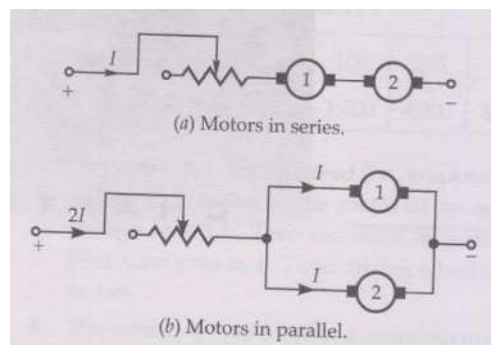 I
1
2
+
−
(a) Motors in series.
I
1
2I
+
−
I
2
(b) Motors in parallel.